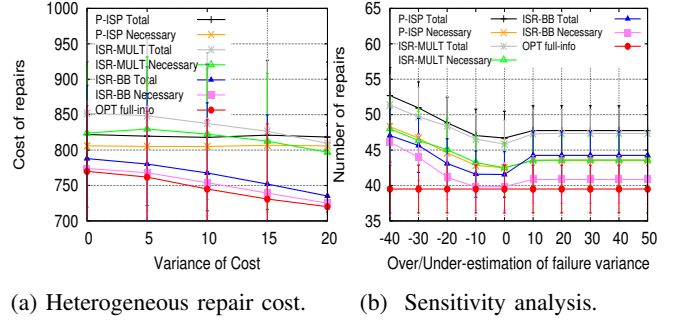 1000
950
900
850
800
750
700
Cost of repairs
P-ISP Total
P-ISP Necessary
ISR-MULT Total
ISR-MULT-Necessary
ISR-BB Total
ISR-BB Necessary
OPT full-info
0 5 10 15 20
Variance of Cost
(a) Heterogeneous repair cost.
65
60
55
50
45
40
35
Number of repairs
P-ISP Total
P-ISP Necessary
ISR-MULT Total
ISR-MULT Necessary
ISR-BB Total
ISR-BB Necessary
OPT full-info
-40 -30 -20 -10 0 10 20 30 40 50
Over/Under-estimation of failure variance
(b) Sensitivity analysis.